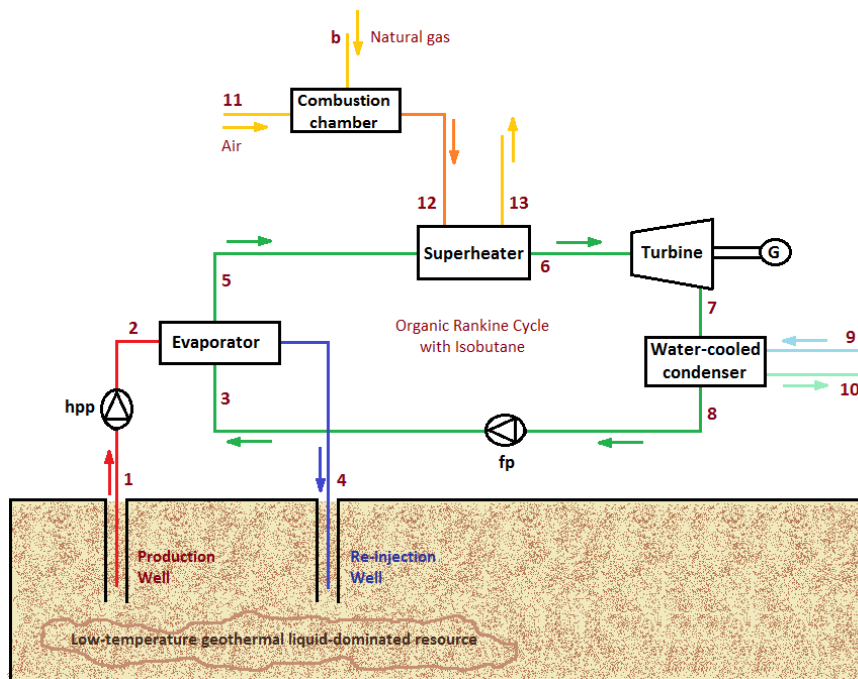 b
Natural gas
11
Combustion
chamber
Air
12
13
Superheater
Turbine
G
5
6
7
Organic Rankine Cycle
with Isobutane
2
Evaporator
Water-cooled
condenser
9
10
3
8
hpp
fp
1
4
Production
Well
Re-injection
Well
Low-temperature geothermal liquid-dominated resource